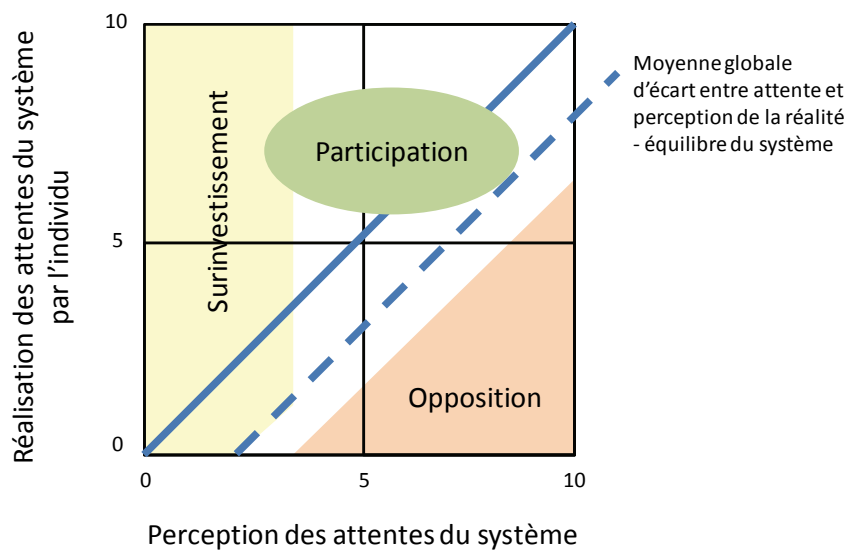 Réalisation des attentes du système
par l'individu
10
5
0
Surinvestissement
Participation
Opposition
Moyenne globale
d'écart entre attente et
perception de la réalité
- équilibre du système
0
5
10
Perception des attentes du système